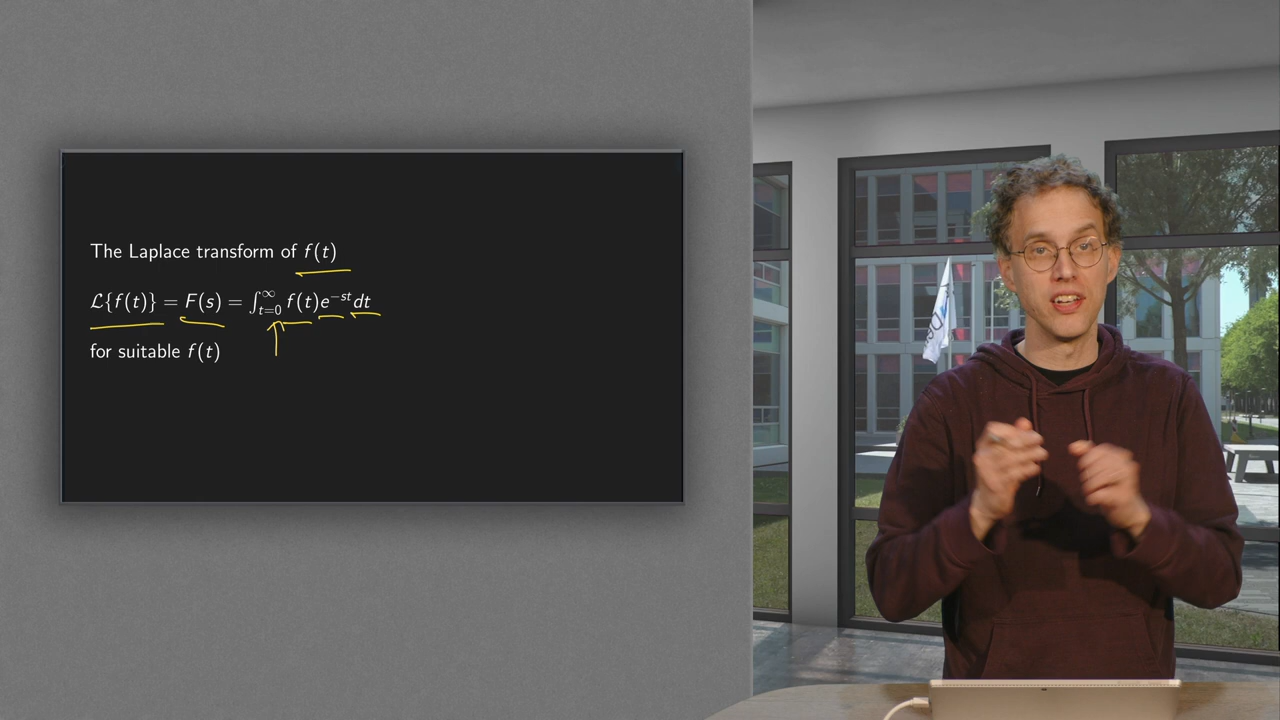 The Laplace transform of f(t)
ℒ{f(t)} = F(s) = ∫_{t=0}^{∞} f(t)e^{−st}dt
for suitable f(t)